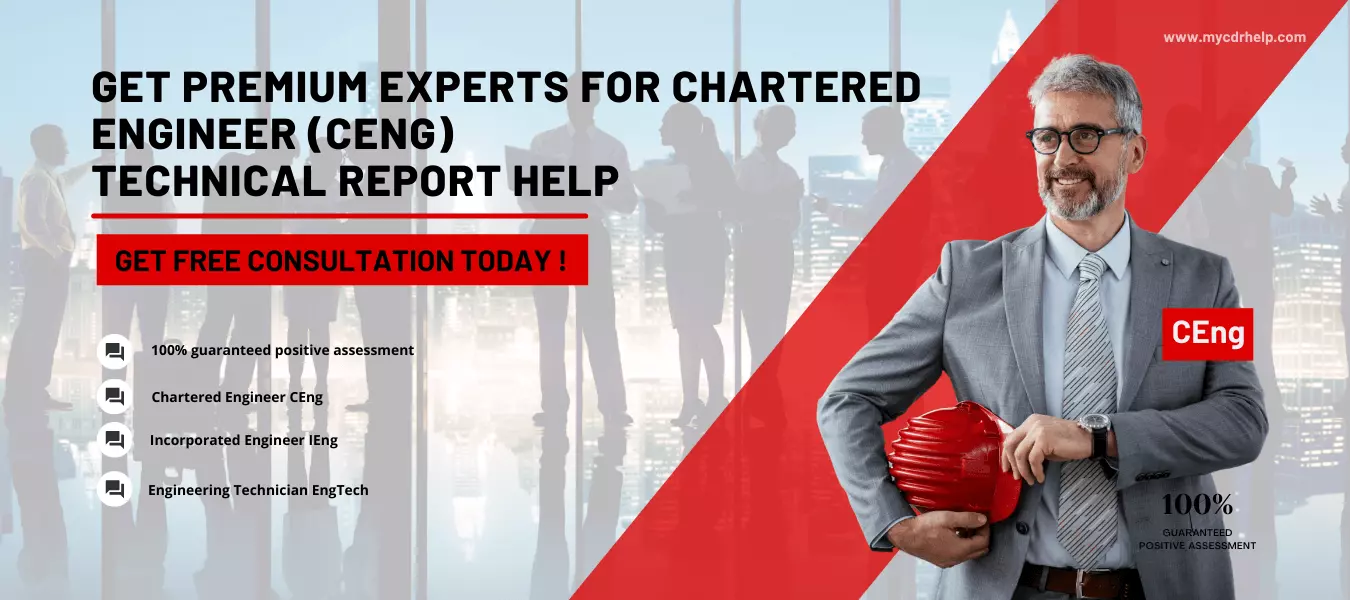 www.mycdrhelp.com
GET PREMIUM EXPERTS FOR CHARTERED
ENGINEER (CENG)
TECHNICAL REPORT HELP
GET FREE CONSULTATION TODAY !
100% guaranteed positive assessment
Chartered Engineer CEng
Incorporated Engineer IEng
Engineering Technician EngTech
CEng
100%
GUARANTEED
POSITIVE ASSESSMENT